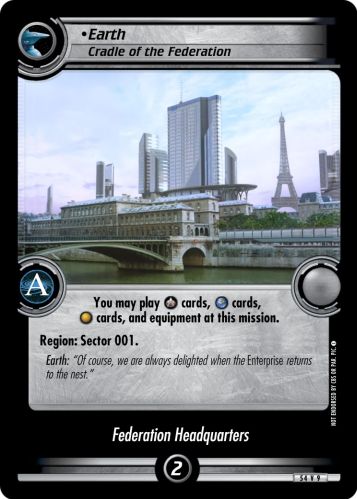 •Earth
Cradle of the Federation
A
You may play cards, cards,
cards, and equipment at this mission.
Region: Sector 001.
Earth: "Of course, we are always delighted when the Enterprise returns
to the nest."
NOT ENDORSED BY CBS OR PAR. PIC.
Federation Headquarters
2
54 V 9